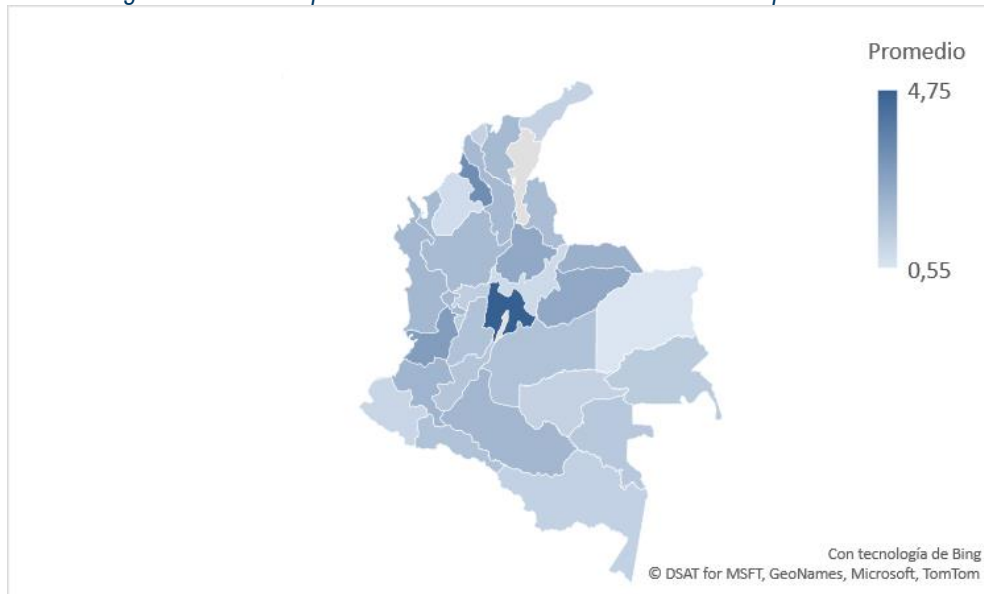 Promedio
4,75
0,55
Con tecnología de Bing
© DSAT for MSFT, GeoNames, Microsoft, TomTom